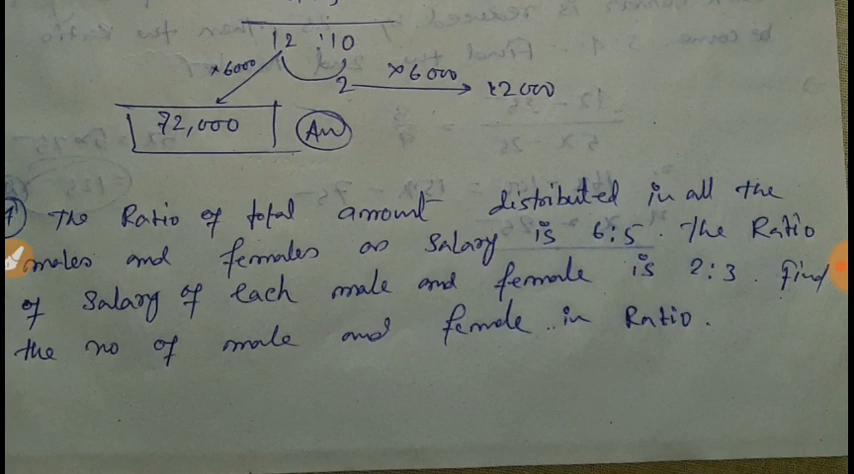 12 : 10
×6000
2
×6000
12000
72,000
An
The Ratio of total amount distributed in all the
males and females as salary is 6:5. The Ratio
of salary of each male and female is 2:3. Find
the no of male and female in Ratio.